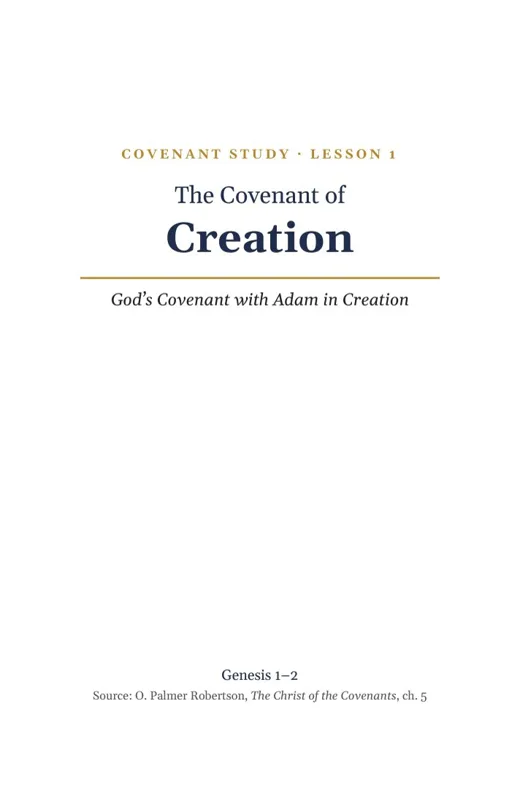 COVENANT STUDY · LESSON 1
The Covenant of
Creation
God’s Covenant with Adam in Creation
Genesis 1–2
Source: O. Palmer Robertson, The Christ of the Covenants, ch. 5